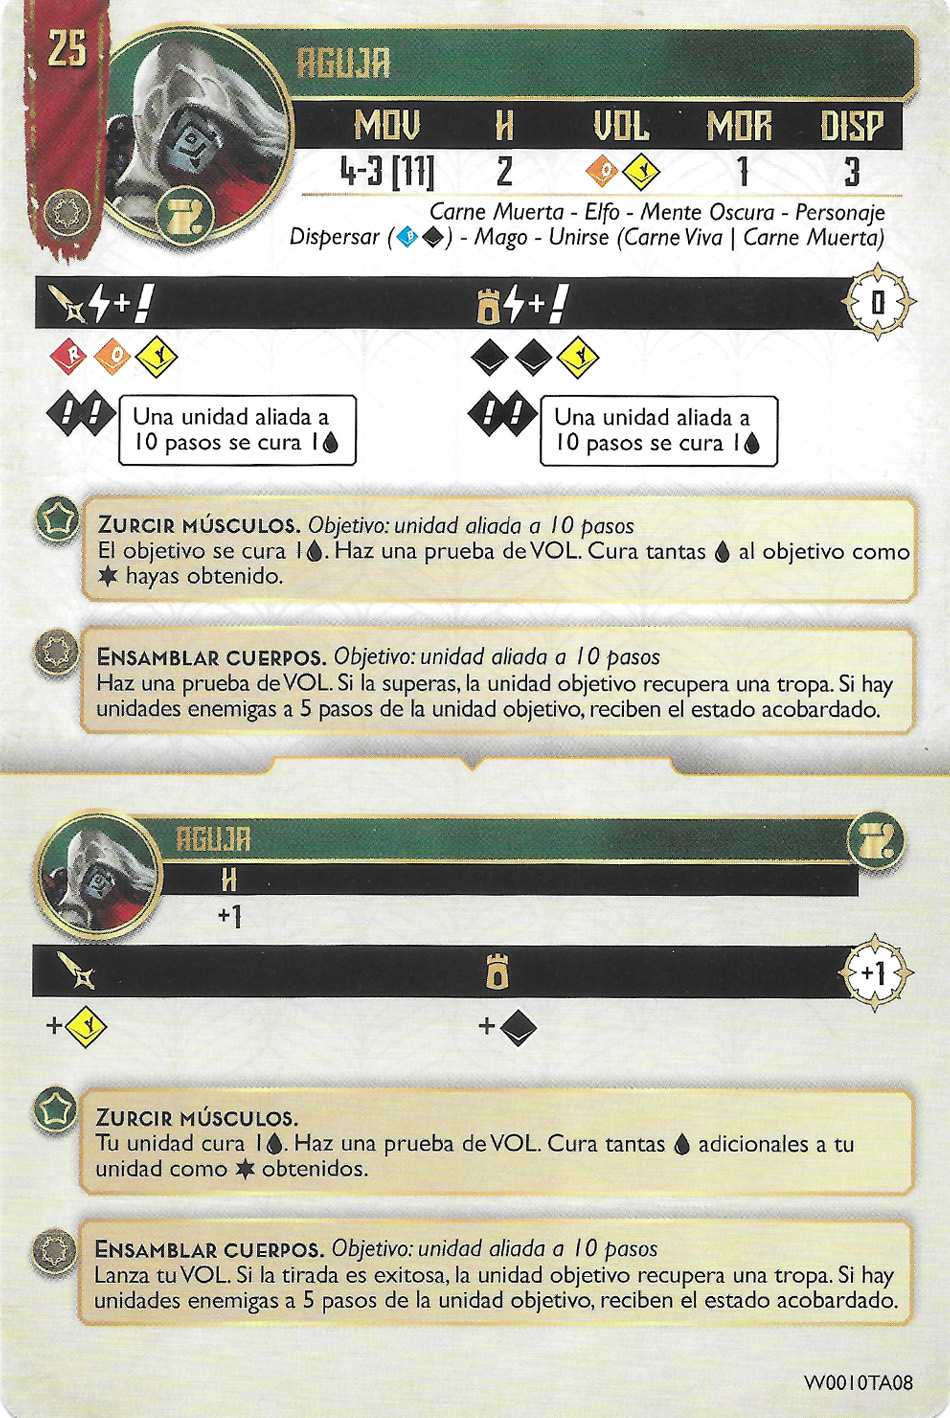 25
AGUJA
MOV H VOL MOR DISP
4-3 [11] 2 O Y 1 3
Carne Muerta - Elfo - Mente Oscura - Personaje
Dispersar (B) - Mago - Unirse (Carne Viva | Carne Muerta)
+! +! 0
R O Y Y
!! Una unidad aliada a !! Una unidad aliada a
10 pasos se cura 1 10 pasos se cura 1
ZURCIR MÚSCULOS. Objetivo: unidad aliada a 10 pasos
El objetivo se cura 1. Haz una prueba de VOL. Cura tantas al objetivo como
hayas obtenido.
ENSAMBLAR CUERPOS. Objetivo: unidad aliada a 10 pasos
Haz una prueba de VOL. Si la superas, la unidad objetivo recupera una tropa. Si hay
unidades enemigas a 5 pasos de la unidad objetivo, reciben el estado acobardado.
AGUJA
H
+1
+1
+Y +
ZURCIR MÚSCULOS.
Tu unidad cura 1. Haz una prueba de VOL. Cura tantas adicionales a tu
unidad como obtenidos.
ENSAMBLAR CUERPOS. Objetivo: unidad aliada a 10 pasos
Lanza tu VOL. Si la tirada es exitosa, la unidad objetivo recupera una tropa. Si hay
unidades enemigas a 5 pasos de la unidad objetivo, reciben el estado acobardado.
W0010TA08